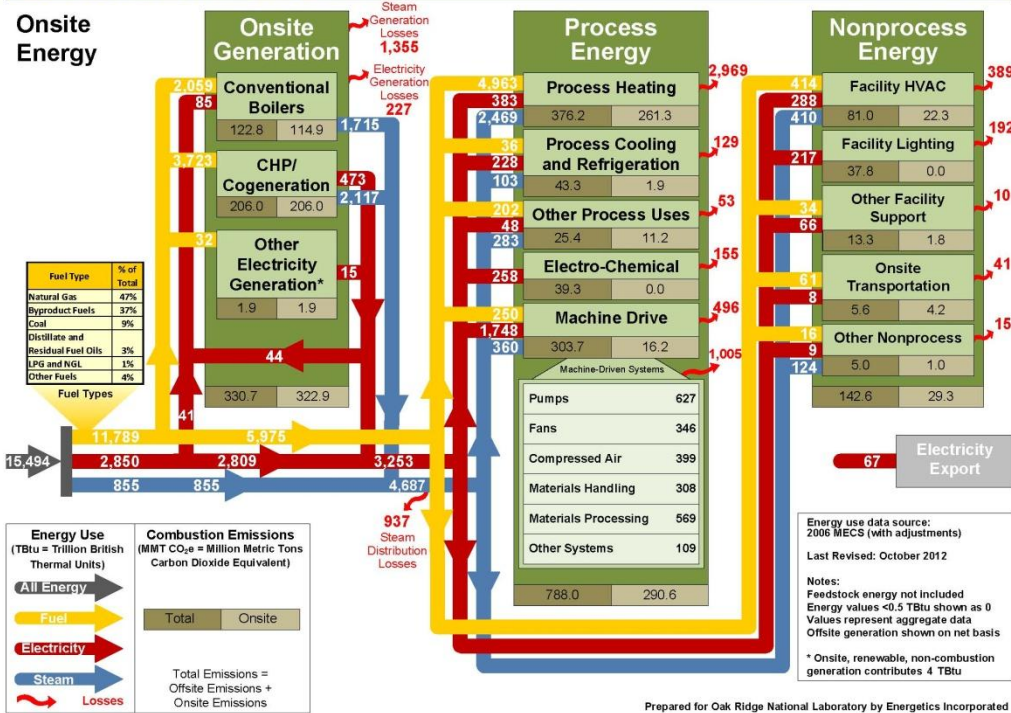 Onsite
Energy
Onsite
Generation
Steam
Generation
Losses
1,355
Electricity
Generation
Losses
227
2,059
85
Conventional
Boilers
122.8 114.9
1,715
3,723
CHP/
Cogeneration
206.0 206.0
473
2,117
32
Other
Electricity
Generation*
1.9 1.9
15
44
330.7 322.9
Fuel Type % of Total
Natural Gas 47%
Byproduct Fuels 37%
Coal 9%
Distillate and
Residual Fuel Oils 3%
LPG and NGL 1%
Other Fuels 4%
Fuel Types
41
15,494
11,789 5,975
2,850 2,809 3,253
855 855 4,687
937
Steam
Distribution
Losses
Process
Energy
4,963
383
2,469
Process Heating
376.2 261.3
2,969
36
228
103
Process Cooling
and Refrigeration
43.3 1.9
129
202
48
283
Other Process Uses
25.4 11.2
53
258
Electro-Chemical
39.3 0.0
155
250
1,748
360
Machine Drive
303.7 16.2
496
Machine-Driven Systems
1,005
Pumps 627
Fans 346
Compressed Air 399
Materials Handling 308
Materials Processing 569
Other Systems 109
788.0 290.6
Nonprocess
Energy
414
288
410
Facility HVAC
81.0 22.3
389
217
Facility Lighting
37.8 0.0
192
34
66
Other Facility
Support
13.3 1.8
10
61
8
Onsite
Transportation
5.6 4.2
41
16
9
124
Other Nonprocess
5.0 1.0
15
142.6 29.3
67
Electricity
Export
Energy Use
(TBtu = Trillion British
Thermal Units)
All Energy
Fuel
Electricity
Steam
Losses
Combustion Emissions
(MMT CO₂e = Million Metric Tons
Carbon Dioxide Equivalent)
Total Onsite
Total Emissions =
Offsite Emissions +
Onsite Emissions
Energy use data source:
2006 MECS (with adjustments)
Last Revised: October 2012
Notes:
Feedstock energy not included
Energy values <0.5 TBtu shown as 0
Values represent aggregate data
Offsite generation shown on net basis
* Onsite, renewable, non-combustion
generation contributes 4 TBtu
Prepared for Oak Ridge National Laboratory by Energetics Incorporated